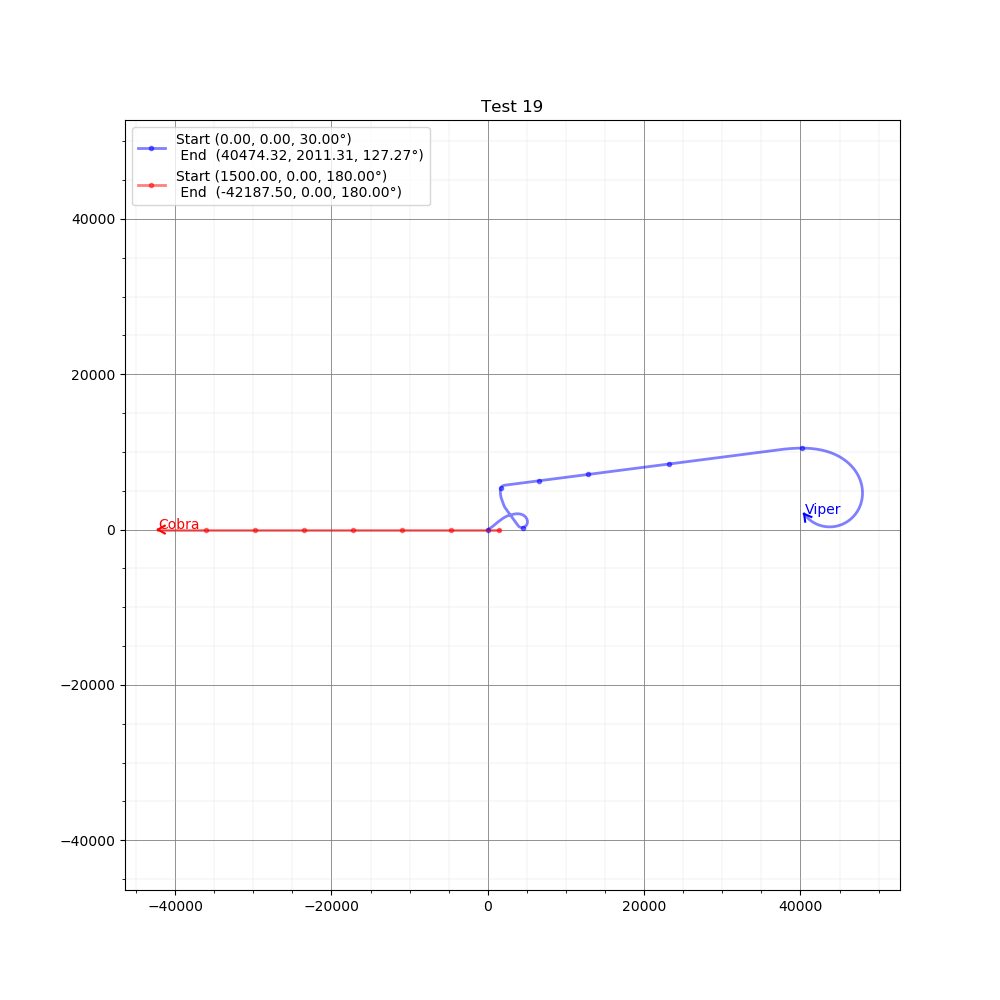 Test 19
Start (0.00, 0.00, 30.00°)
End (40474.32, 2011.31, 127.27°)
Start (1500.00, 0.00, 180.00°)
End (-42187.50, 0.00, 180.00°)
40000
20000
0
−20000
−40000
Cobra
Viper
−40000 −20000 0 20000 40000